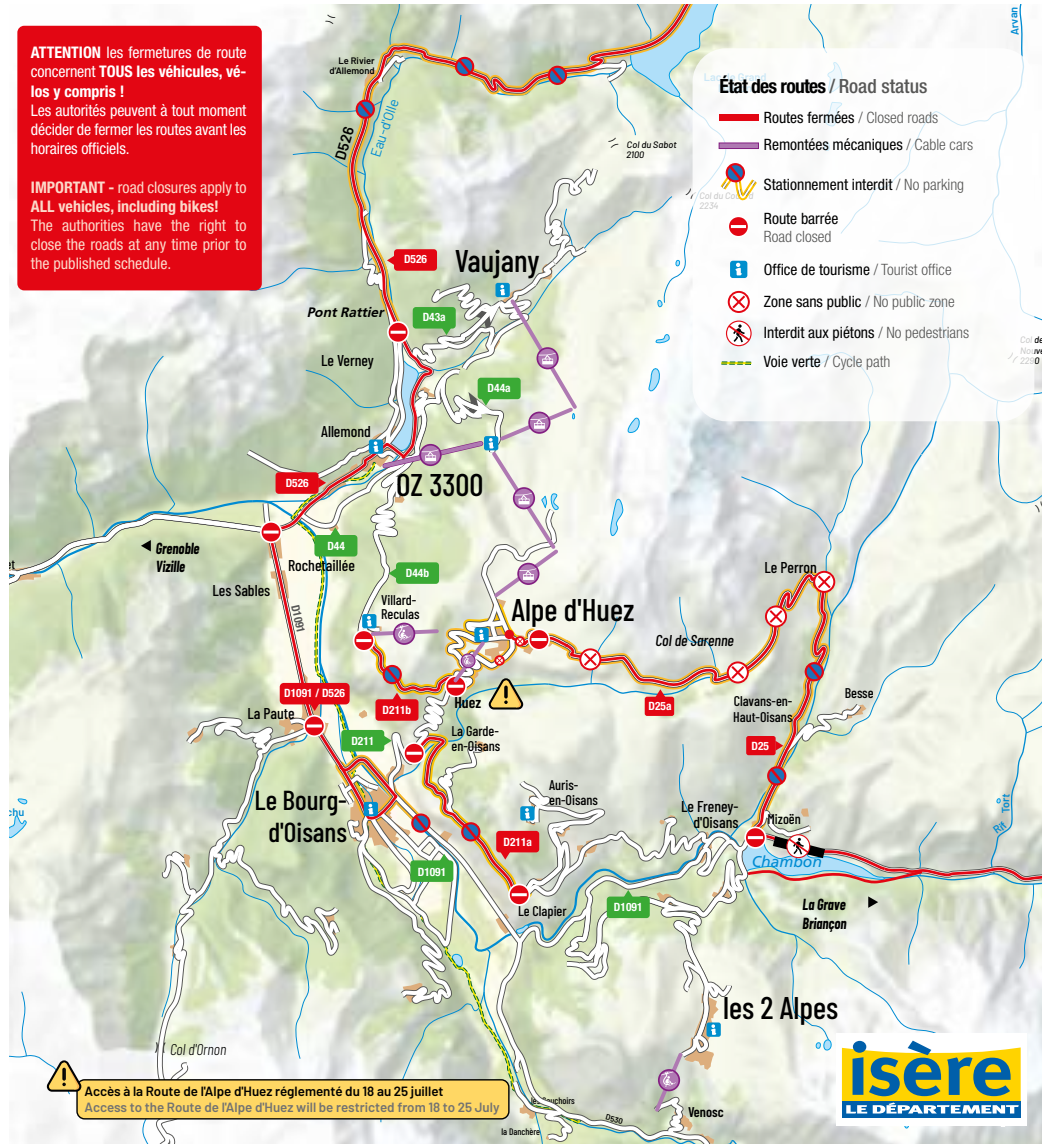 ATTENTION les fermetures de route
concernent TOUS les véhicules, vé-
los y compris !
Les autorités peuvent à tout moment
décider de fermer les routes avant les
horaires officiels.
IMPORTANT - road closures apply to
ALL vehicles, including bikes!
The authorities have the right to
close the roads at any time prior to
the published schedule.
État des routes / Road status
Routes fermées / Closed roads
Remontées mécaniques / Cable cars
Stationnement interdit / No parking
Route barrée
Road closed
Office de tourisme / Tourist office
Zone sans public / No public zone
Interdit aux piétons / No pedestrians
Voie verte / Cycle path
Arvan
Le Rivier
d'Allemond
D526
Eau-d'Olle
Col du Sabot
2100
2234
D526
Vaujany
Pont Rattier
D43a
Le Verney
D44a
Allemond
D526
OZ 3300
Grenoble
Vizille
D44
Rochetaillée
D44b
Les Sables
D1091
Villard-
Reculas
Alpe d'Huez
Le Perron
Col de Sarenne
D1091 / D526
La Paute
D211b
Huez
D25a
Clavans-en-
Haut-Oisans
Besse
D211
La Garde-
en-Oisans
D25
Le Bourg-
d'Oisans
Auris-
en-Oisans
Le Freney-
d'Oisans
Mizoën
Rif Tort
D211a
Chambon
D1091
Le Clapier
D1091
La Grave
Briançon
les 2 Alpes
Col d'Ornon
Venosc
D530
la Danchère
Accès à la Route de l'Alpe d'Huez réglementé du 18 au 25 juillet
Access to the Route de l'Alpe d'Huez will be restricted from 18 to 25 July
isère
LE DÉPARTEMENT